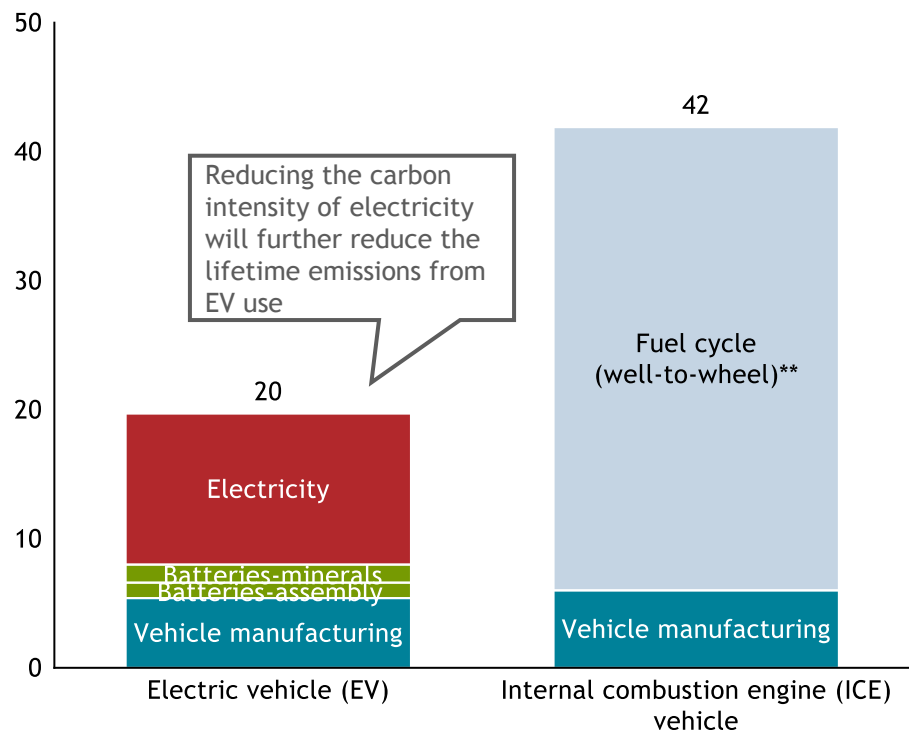 50
40
30
20
10
0
42
Reducing the carbon
intensity of electricity
will further reduce the
lifetime emissions from
EV use
20
Electricity
Batteries-minerals
Batteries-assembly
Vehicle manufacturing
Fuel cycle
(well-to-wheel)**
Vehicle manufacturing
Electric vehicle (EV)
Internal combustion engine (ICE)
vehicle